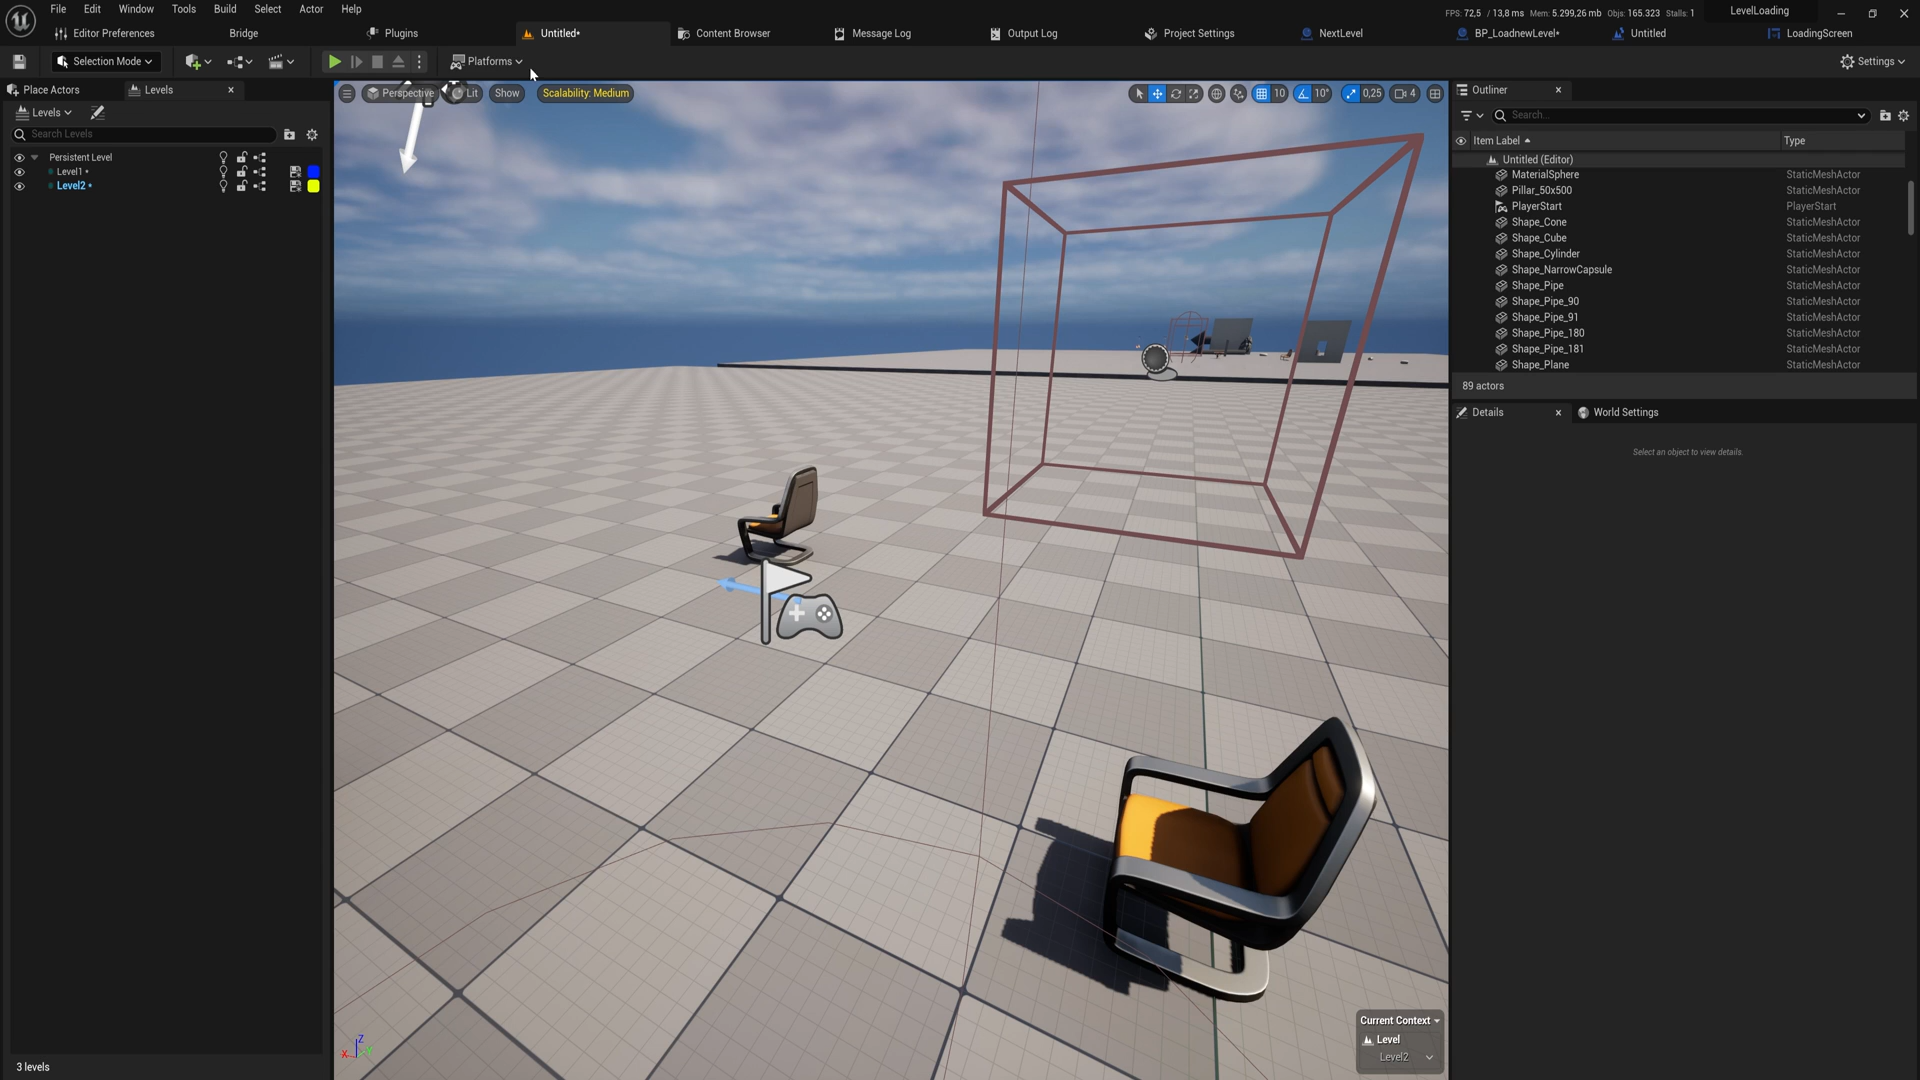 File Edit Window Tools Build Select Actor Help
FPS: 72,5 / 13,8 ms Mem: 5.299,26 mb Objs: 165.323 Stalls: 1
LevelLoading
Editor Preferences
Bridge
Plugins
Untitled*
Content Browser
Message Log
Output Log
Project Settings
NextLevel
BP_LoadnewLevel*
Untitled
LoadingScreen
Selection Mode
Platforms
Settings
Place Actors
Levels
Levels
Search Levels
Persistent Level
Level1 *
Level2 *
3 levels
Perspective
Lit
Show
Scalability: Medium
10
10°
0,25
4
X
Z
Y
Current Context
Level
Level2
Outliner
Search...
Item Label Type
Untitled (Editor)
MaterialSphere StaticMeshActor
Pillar_50x500 StaticMeshActor
PlayerStart PlayerStart
Shape_Cone StaticMeshActor
Shape_Cube StaticMeshActor
Shape_Cylinder StaticMeshActor
Shape_NarrowCapsule StaticMeshActor
Shape_Pipe StaticMeshActor
Shape_Pipe_90 StaticMeshActor
Shape_Pipe_91 StaticMeshActor
Shape_Pipe_180 StaticMeshActor
Shape_Pipe_181 StaticMeshActor
Shape_Plane StaticMeshActor
89 actors
Details
World Settings
Select an object to view details.